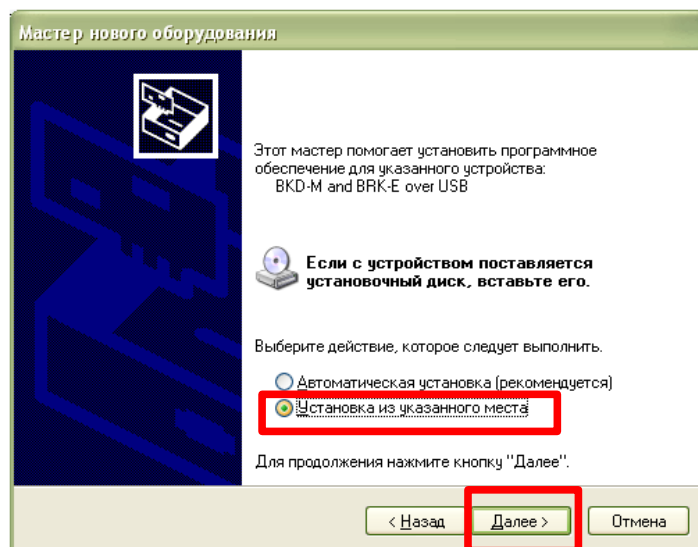 Мастер нового оборудования
Этот мастер помогает установить программное
обеспечение для указанного устройства:
BKD-M and BRK-E over USB
Если с устройством поставляется
установочный диск, вставьте его.
Выберите действие, которое следует выполнить.
Автоматическая установка (рекомендуется)
Установка из указанного места
Для продолжения нажмите кнопку "Далее".
< Назад
Далее >
Отмена